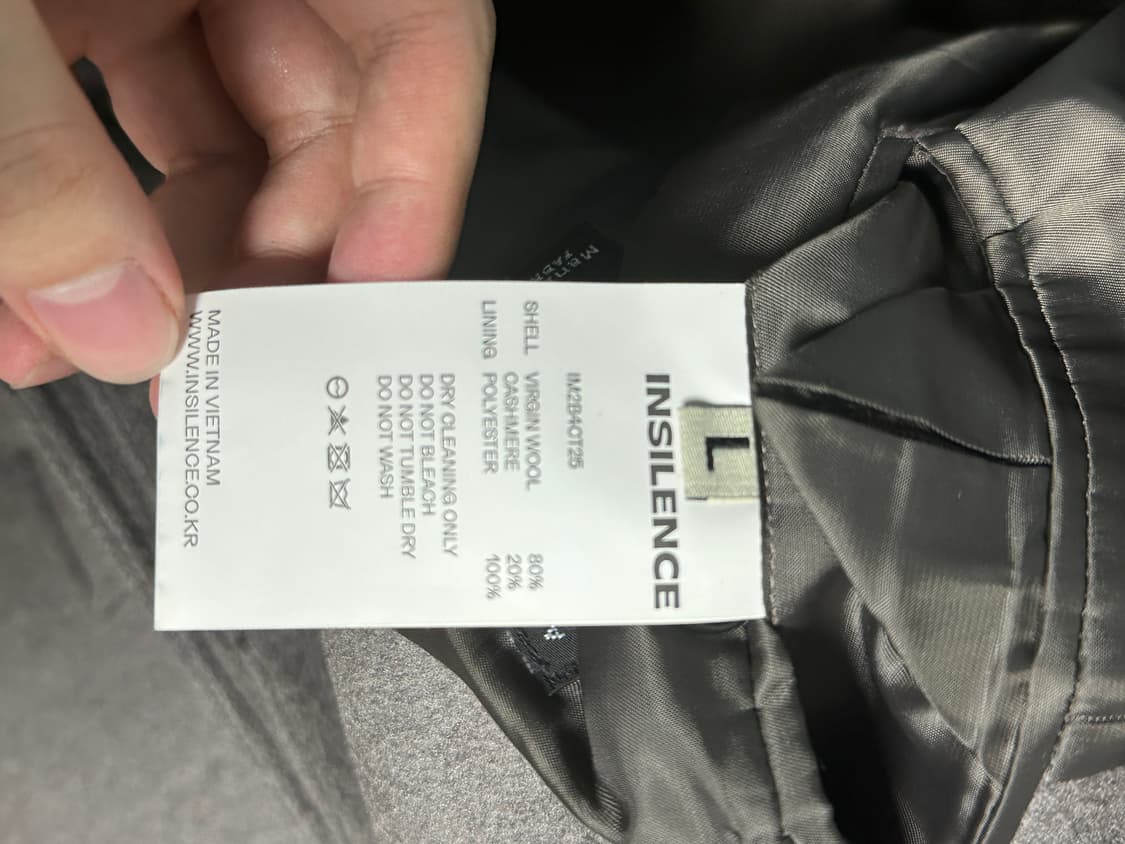 L
INSILENCE
IM2B4CT25
SHELL VIRGIN WOOL 80%
CASHMERE 20%
LINING POLYESTER 100%
DRY CLEANING ONLY
DO NOT BLEACH
DO NOT TUMBLE DRY
DO NOT WASH
MADE IN VIETNAM
WWW.INSILENCE.CO.KR